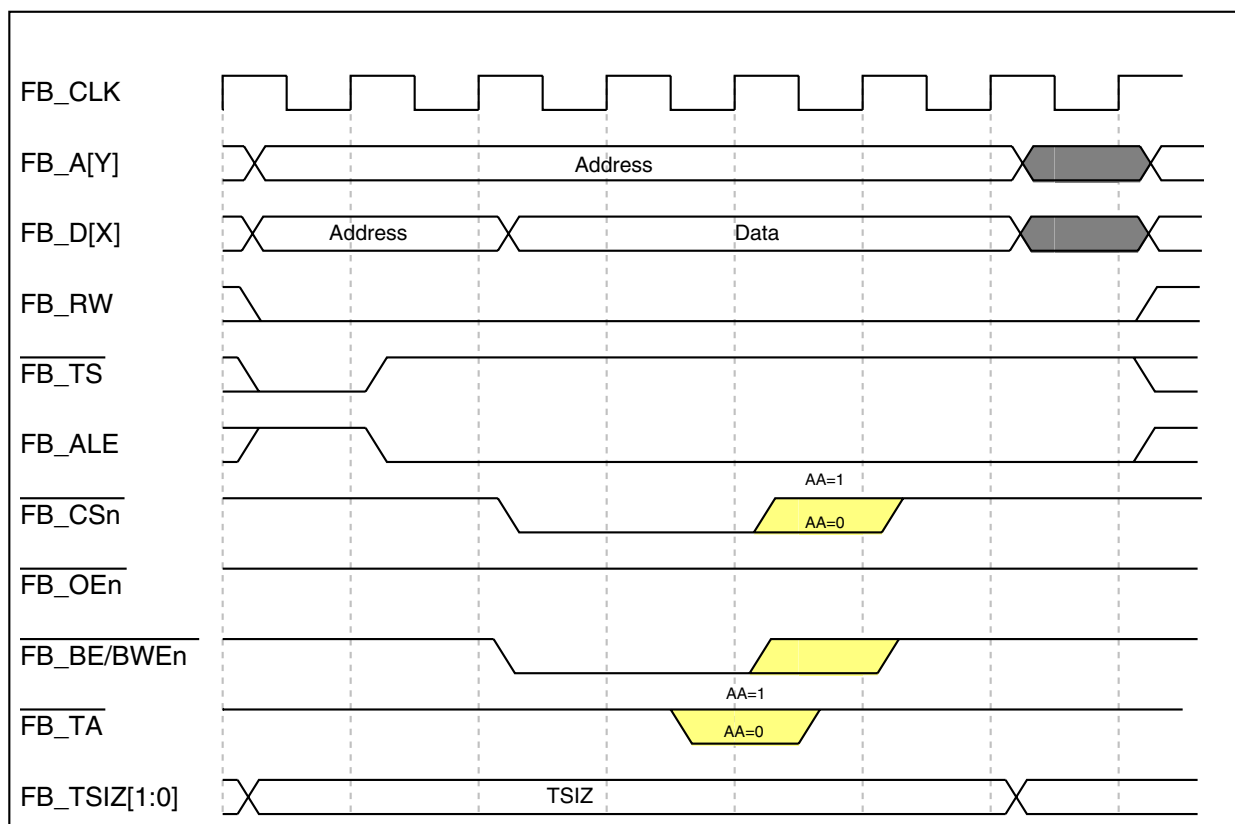 FB_CLK
FB_A[Y]
Address
FB_D[X]
Address
Data
FB_RW
FB_TS
FB_ALE
AA=1
FB_CSn
AA=0
FB_OEn
FB_BE/BWEn
AA=1
FB_TA
AA=0
FB_TSIZ[1:0]
TSIZ